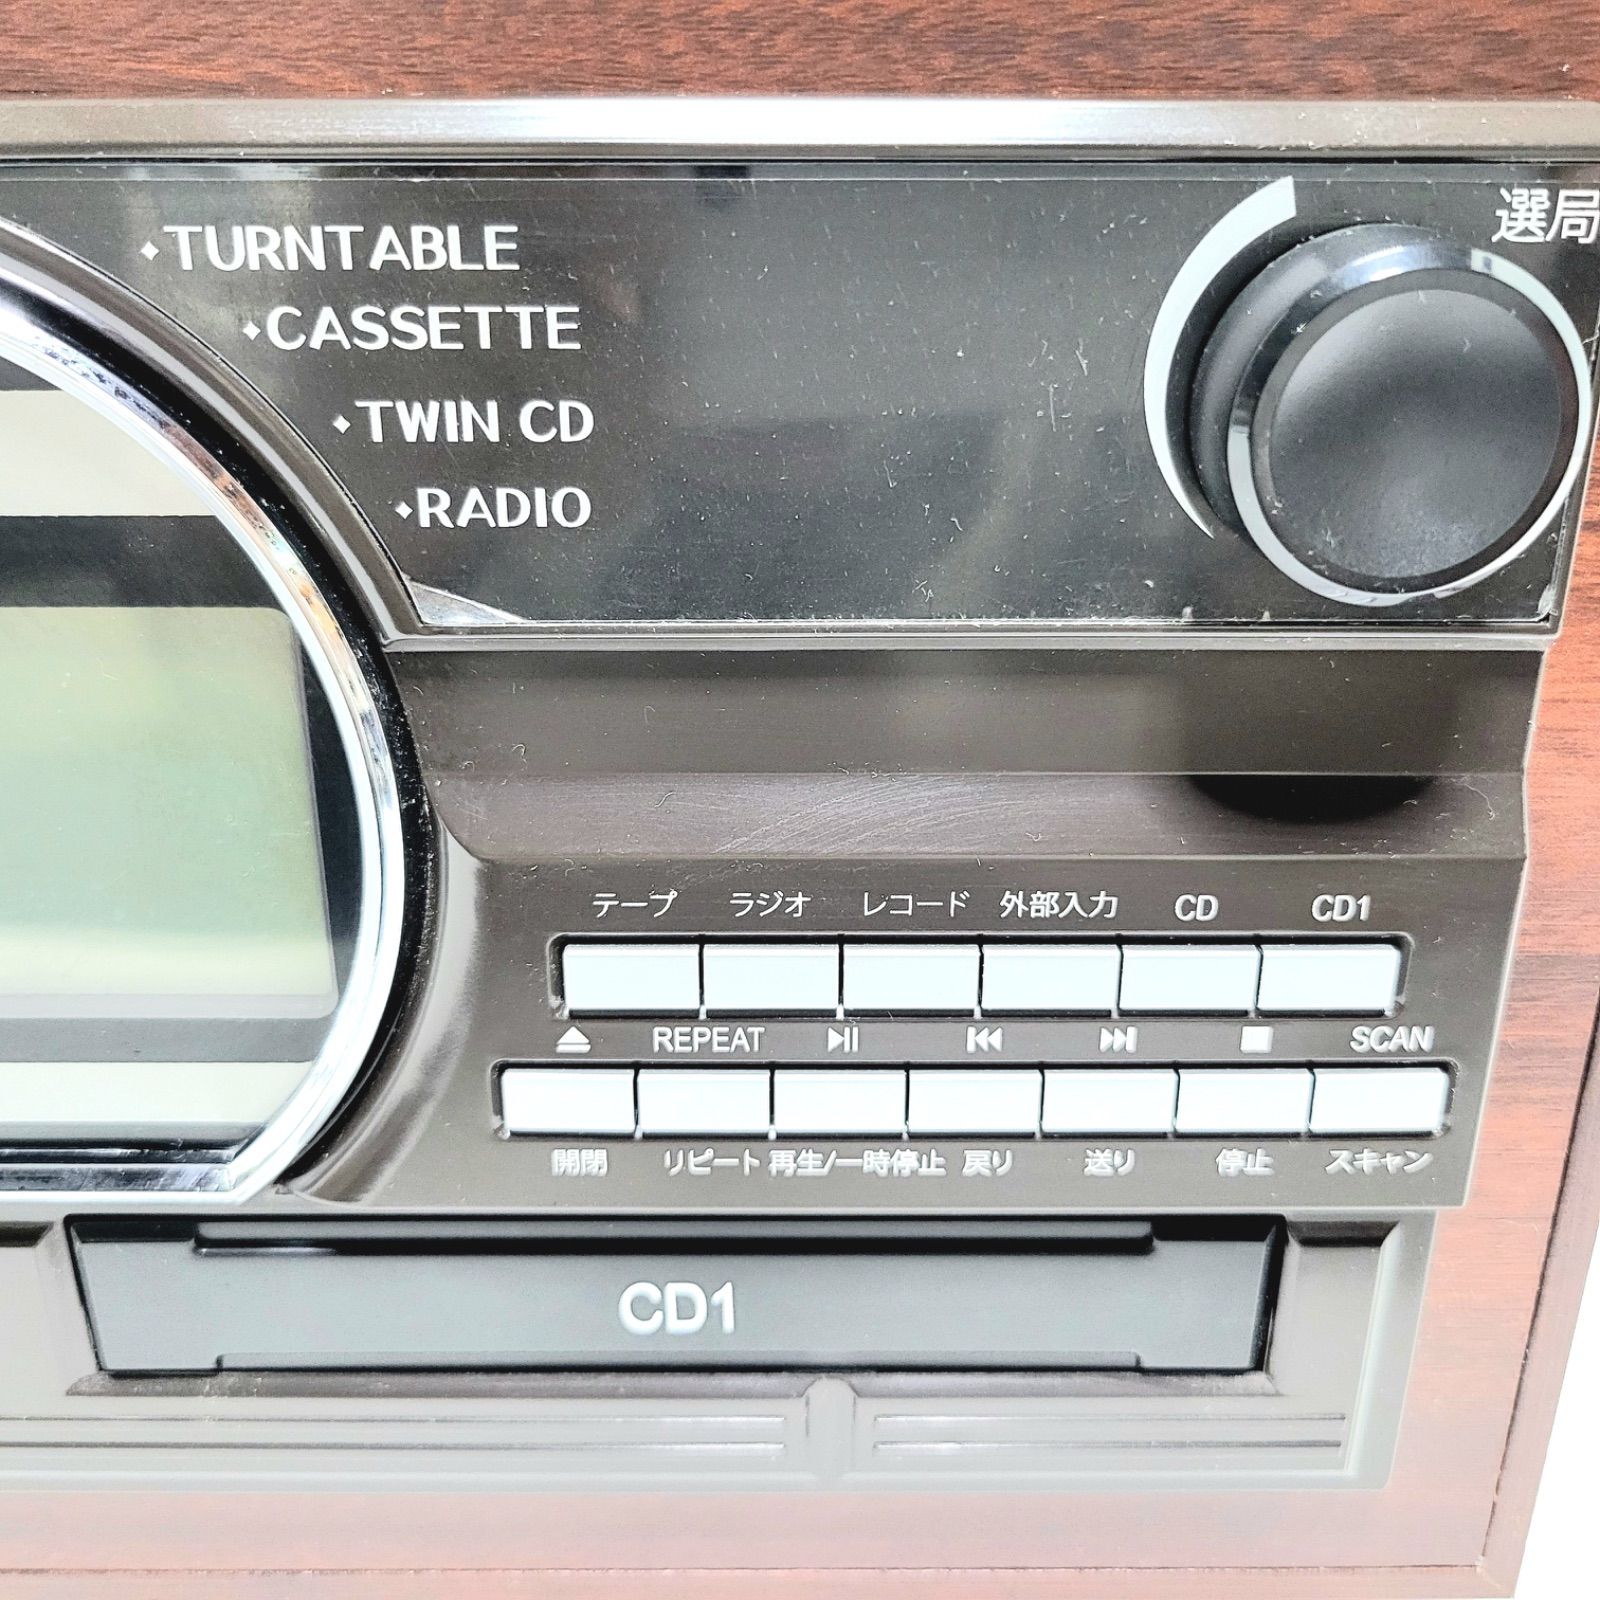 ◆TURNTABLE
◆CASSETTE
◆TWIN CD
◆RADIO
選局
テープ ラジオ レコード 外部入力 CD CD1
⏏ REPEAT ▶II I◀◀ ▶▶I ■ SCAN
開閉 リピート 再生/一時停止 戻り 送り 停止 スキャン
CD1